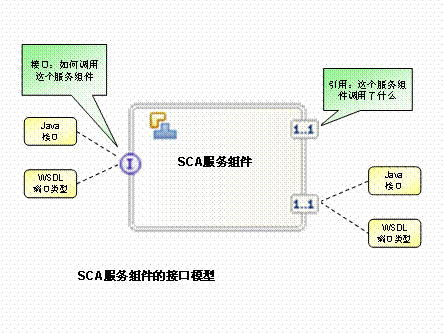 接口：如何调用
这个服务组件
引用：这个服务组
件调用了什么
Java
接口
WSDL
端口类型
I
SCA服务组件
1..1
1..1
Java
接口
WSDL
端口类型
SCA服务组件的接口模型